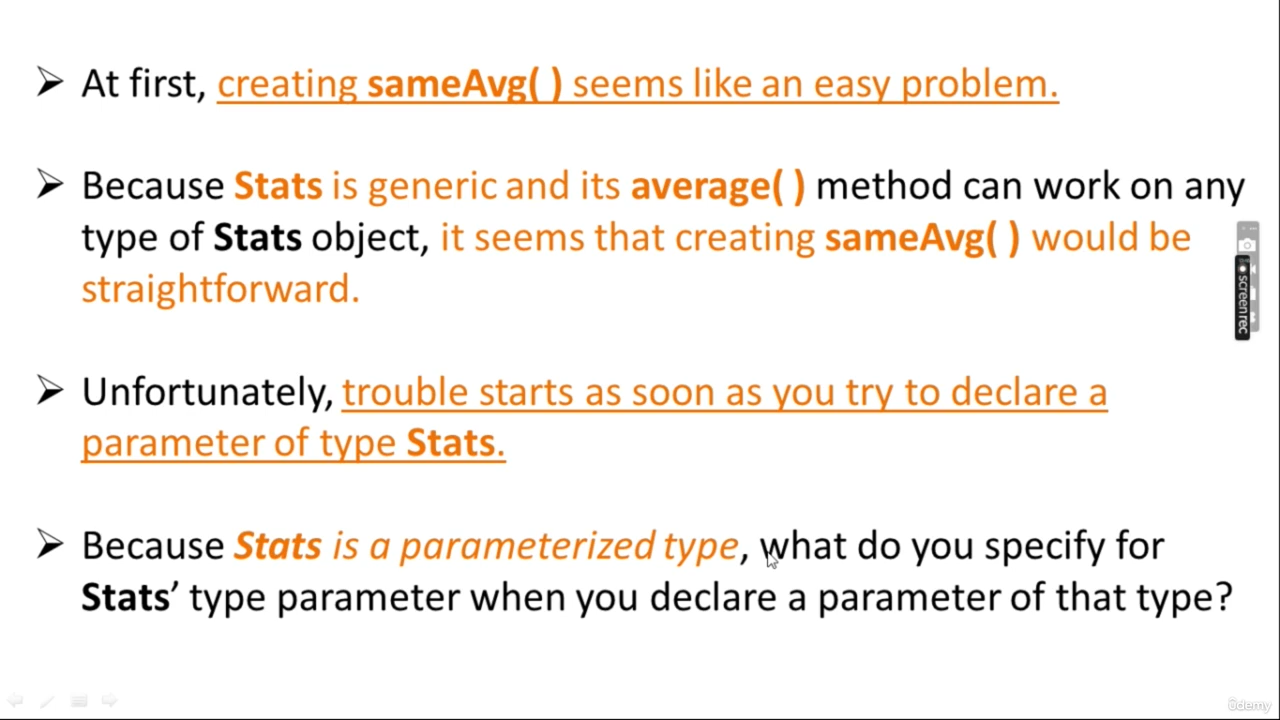 ➢ At first, creating sameAvg( ) seems like an easy problem.
➢ Because Stats is generic and its average( ) method can work on any
type of Stats object, it seems that creating sameAvg( ) would be
straightforward.
➢ Unfortunately, trouble starts as soon as you try to declare a
parameter of type Stats.
➢ Because Stats is a parameterized type, what do you specify for
Stats’ type parameter when you declare a parameter of that type?
screenrec
ûdemy